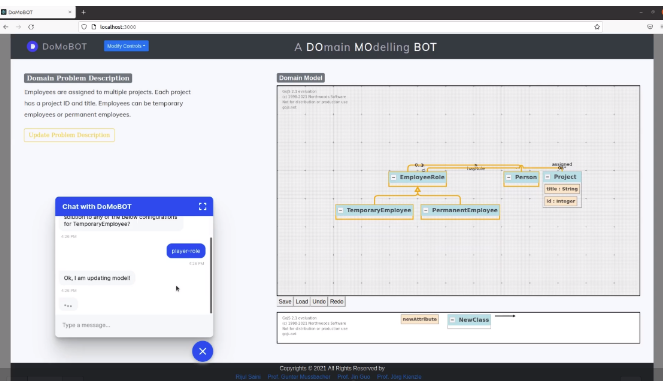 DoMoBOT
localhost:3000
DoMoBOT
Modify Controls
A DOmain MOdelling BOT
Domain Problem Description
Employees are assigned to multiple projects. Each project
has a project ID and title. Employees can be temporary
employees or permanent employees.
Update Problem Description
Domain Model
EmployeeRole
Person
assigned
Project
title : String
id : Integer
TemporaryEmployee
PermanentEmployee
Chat with DoMoBOT
solution to any of the below configurations
for TemporaryEmployee?
player-role
Ok, I am updating model!
Type a message...
Save
Load
Undo
Redo
newAttribute
NewClass
Copyrights © 2021 All Rights Reserved by